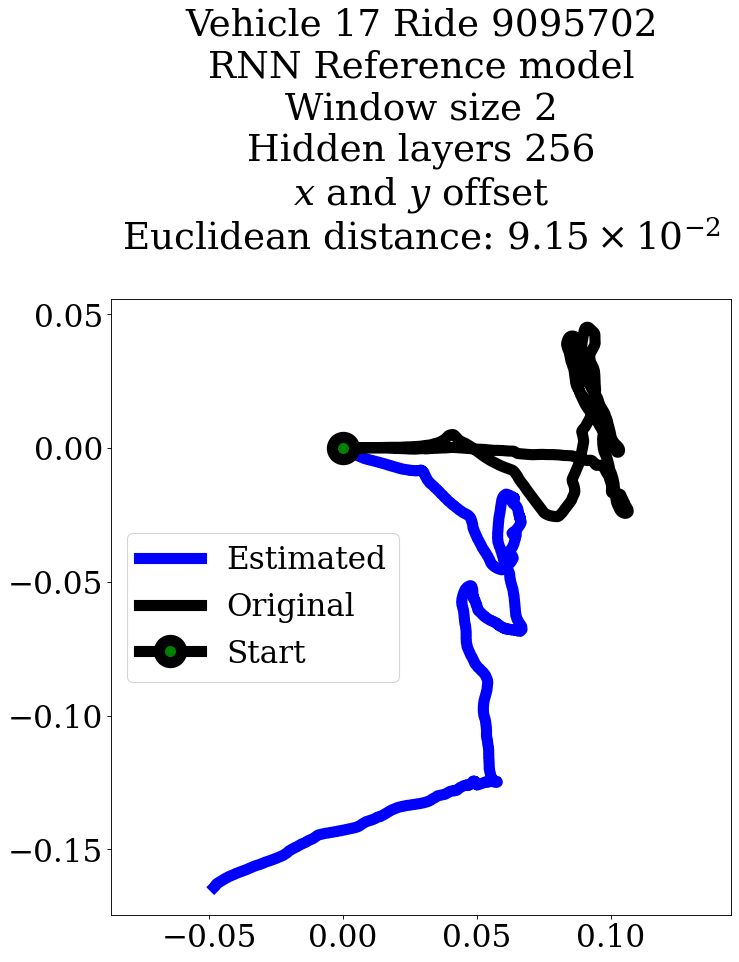 Vehicle 17 Ride 9095702
RNN Reference model
Window size 2
Hidden layers 256
x and y offset
Euclidean distance: 9.15 × 10⁻²
0.05
0.00
−0.05
−0.10
−0.15
Estimated
Original
Start
−0.05 0.00 0.05 0.10